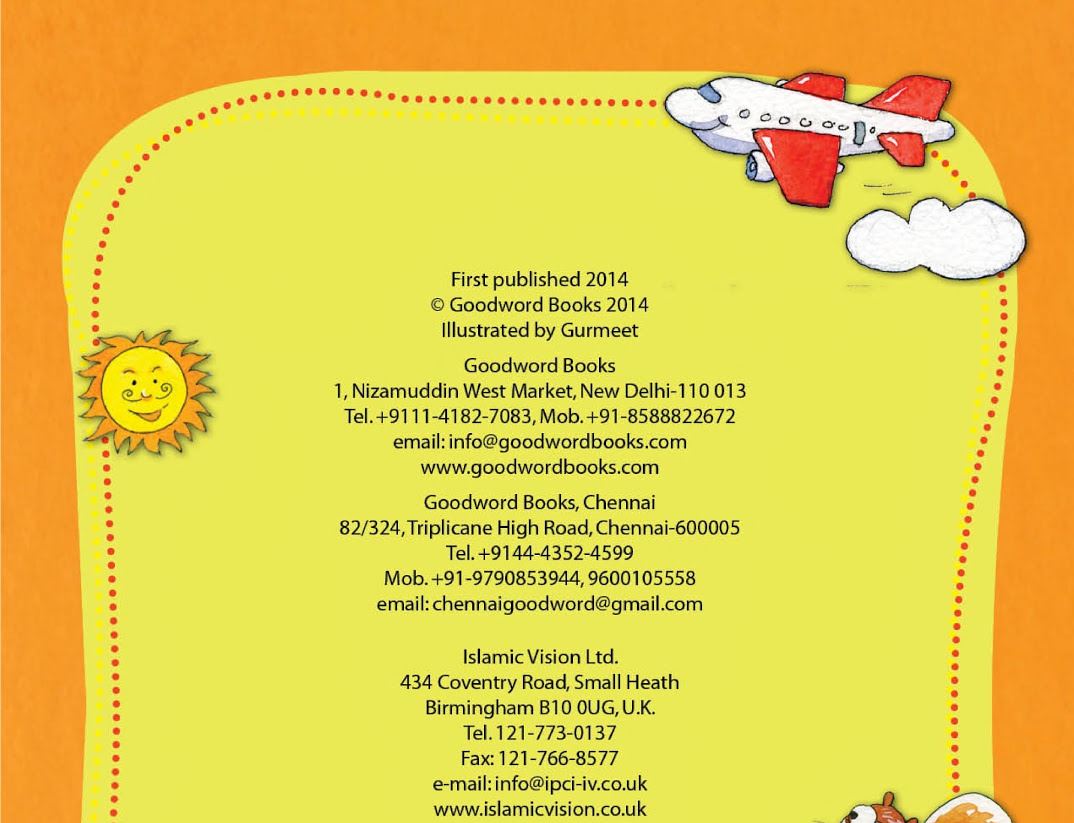 First published 2014
© Goodword Books 2014
Illustrated by Gurmeet
Goodword Books
1, Nizamuddin West Market, New Delhi-110 013
Tel. +9111-4182-7083, Mob. +91-8588822672
email: info@goodwordbooks.com
www.goodwordbooks.com
Goodword Books, Chennai
82/324, Triplicane High Road, Chennai-600005
Tel. +9144-4352-4599
Mob. +91-9790853944, 9600105558
email: chennaigoodword@gmail.com
Islamic Vision Ltd.
434 Coventry Road, Small Heath
Birmingham B10 0UG, U.K.
Tel. 121-773-0137
Fax: 121-766-8577
e-mail: info@ipci-iv.co.uk
www.islamicvision.co.uk